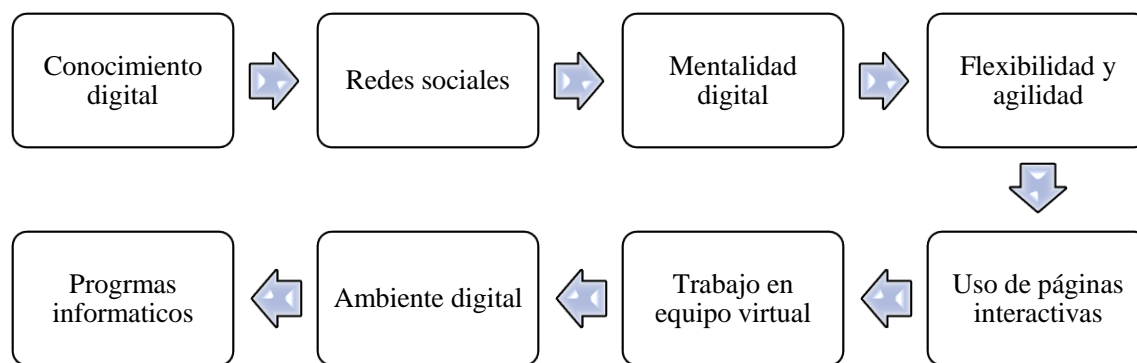 Conocimiento
digital
Redes sociales
Mentalidad
digital
Flexibilidad y
agilidad
Uso de páginas
interactivas
Trabajo en
equipo virtual
Ambiente digital
Progrmas
informaticos